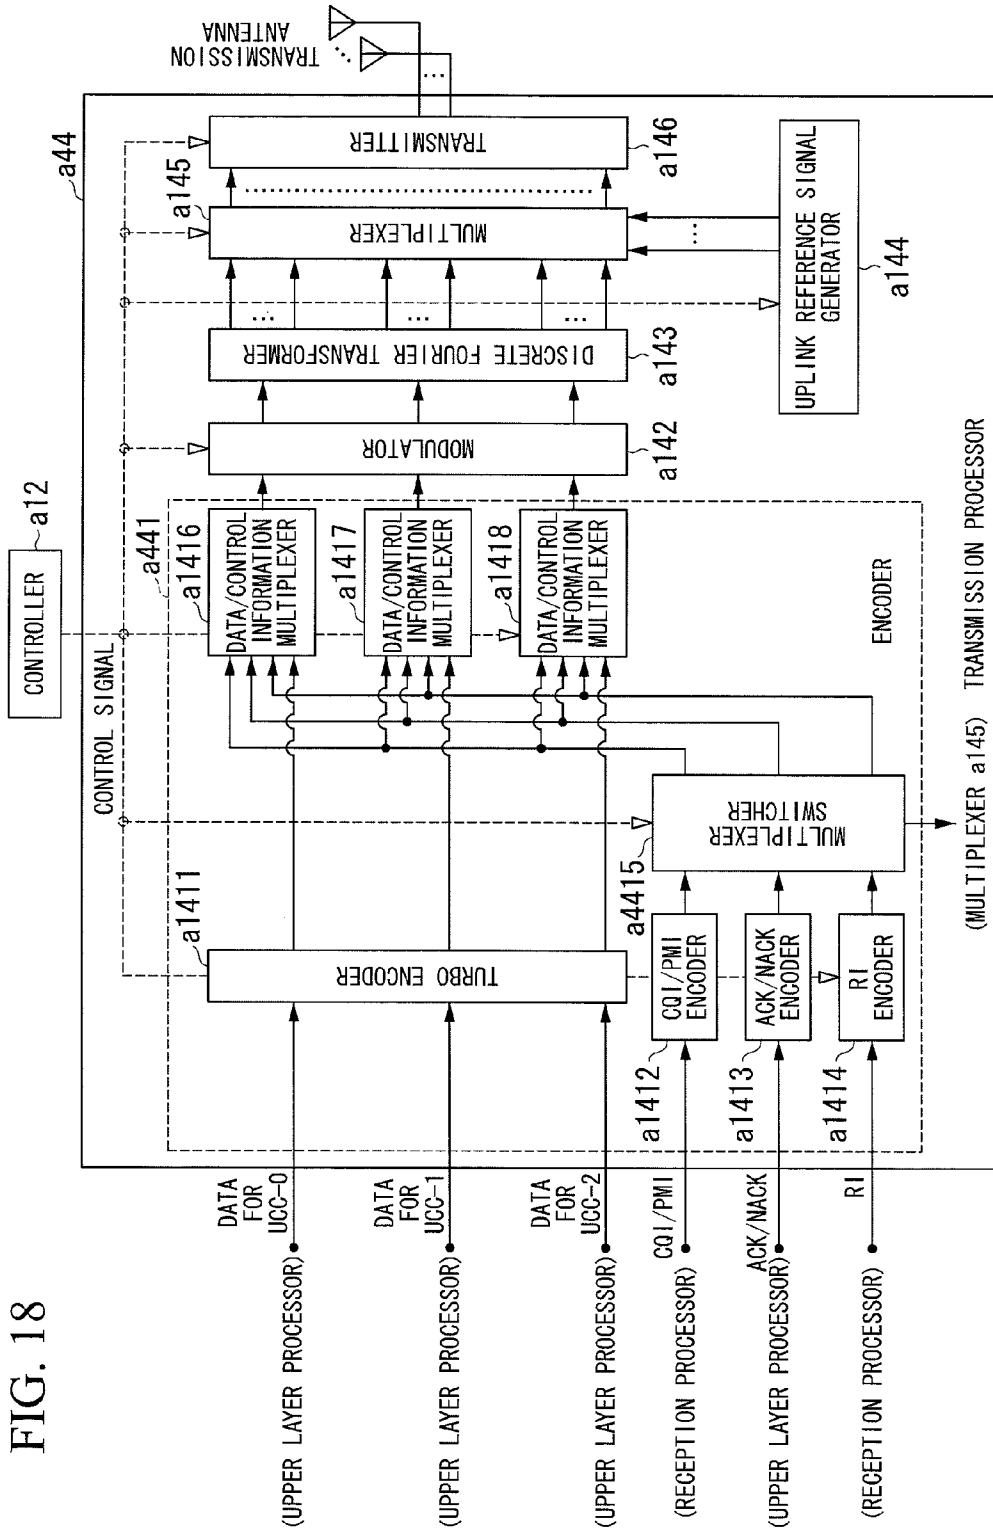 FIG. 18
CONTROLLER
a12
CONTROL SIGNAL
a44
a441
(UPPER LAYER PROCESSOR)
DATA
FOR
UCC-0
(UPPER LAYER PROCESSOR)
DATA
FOR
UCC-1
(UPPER LAYER PROCESSOR)
DATA
FOR
UCC-2
(RECEPTION PROCESSOR)
CQI/PMI
(UPPER LAYER PROCESSOR)
ACK/NACK
(RECEPTION PROCESSOR)
RI
a1411
TURBO ENCODER
a1412
CQI/PMI
ENCODER
a1413
ACK/NACK
ENCODER
a1414
RI
ENCODER
a4415
MULTIPLEXER
SWITCHER
a1416
DATA/CONTROL
INFORMATION
MULTIPLEXER
a1417
DATA/CONTROL
INFORMATION
MULTIPLEXER
a1418
DATA/CONTROL
INFORMATION
MULTIPLEXER
ENCODER
MODULATOR
a142
DISCRETE FOURIER TRANSFORMER
a143
a145
MULTIPLEXER
TRANSMITTER
a146
TRANSMISSION
ANTENNA
UPLINK REFERENCE SIGNAL
GENERATOR
a144
(MULTIPLEXER a145)
TRANSMISSION PROCESSOR